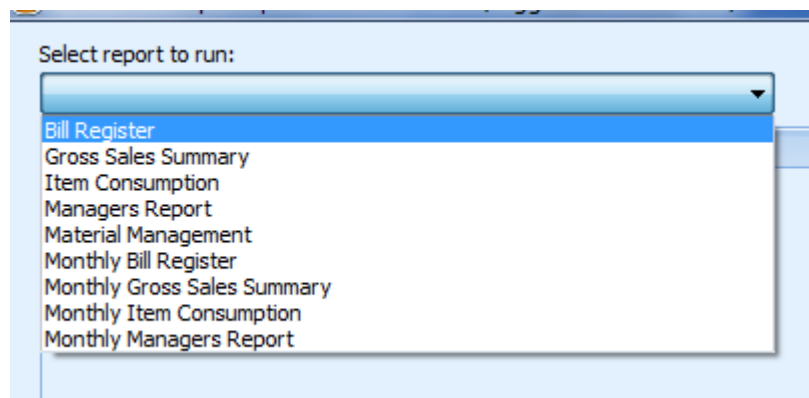 Select report to run:
Bill Register
Gross Sales Summary
Item Consumption
Managers Report
Material Management
Monthly Bill Register
Monthly Gross Sales Summary
Monthly Item Consumption
Monthly Managers Report